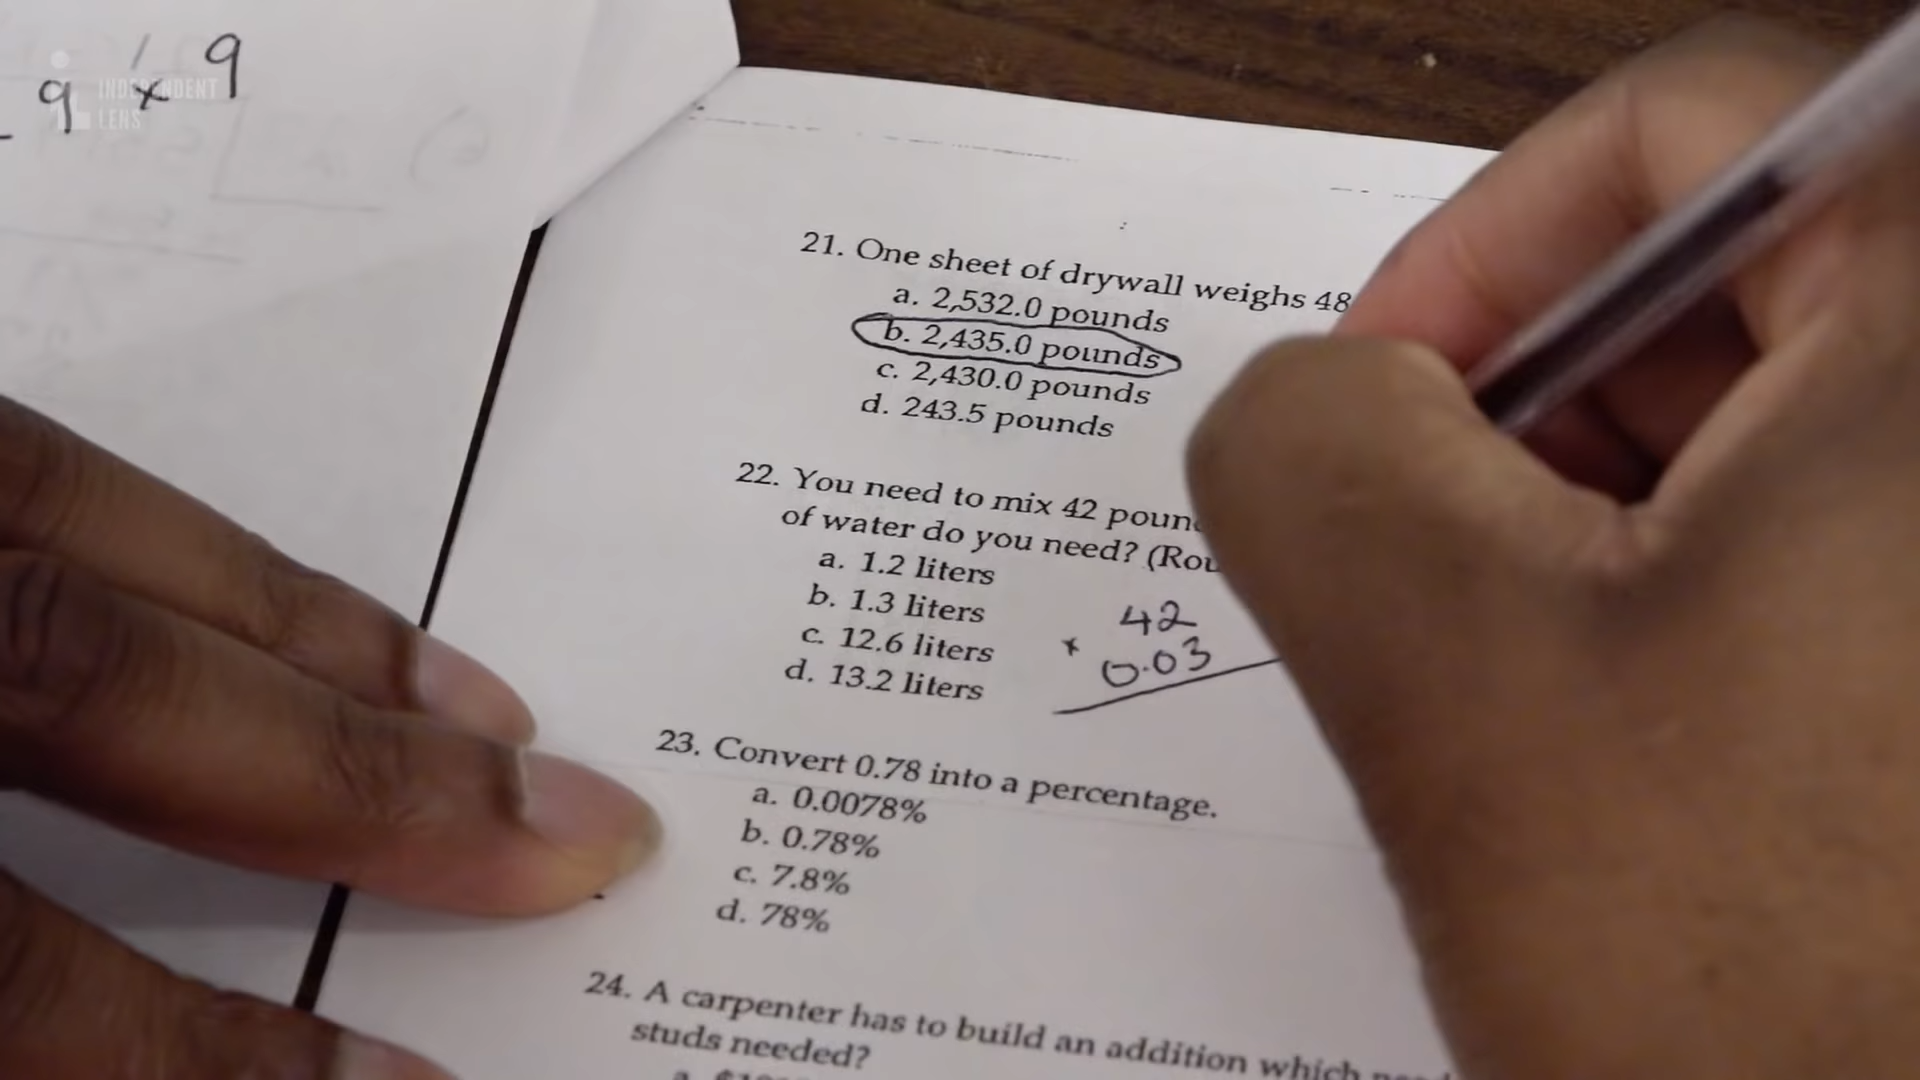 9 x 9
INDEPENDENT
LENS
21. One sheet of drywall weighs 48
a. 2,532.0 pounds
b. 2,435.0 pounds
c. 2,430.0 pounds
d. 243.5 pounds
22. You need to mix 42
of water do you need?
a. 1.2 liters
b. 1.3 liters
c. 12.6 liters
d. 13.2 liters
42
x 0.03
23. Convert 0.78 into a percentage.
a. 0.0078%
b. 0.78%
c. 7.8%
d. 78%
24. A carpenter has to build an addition which
studs needed?